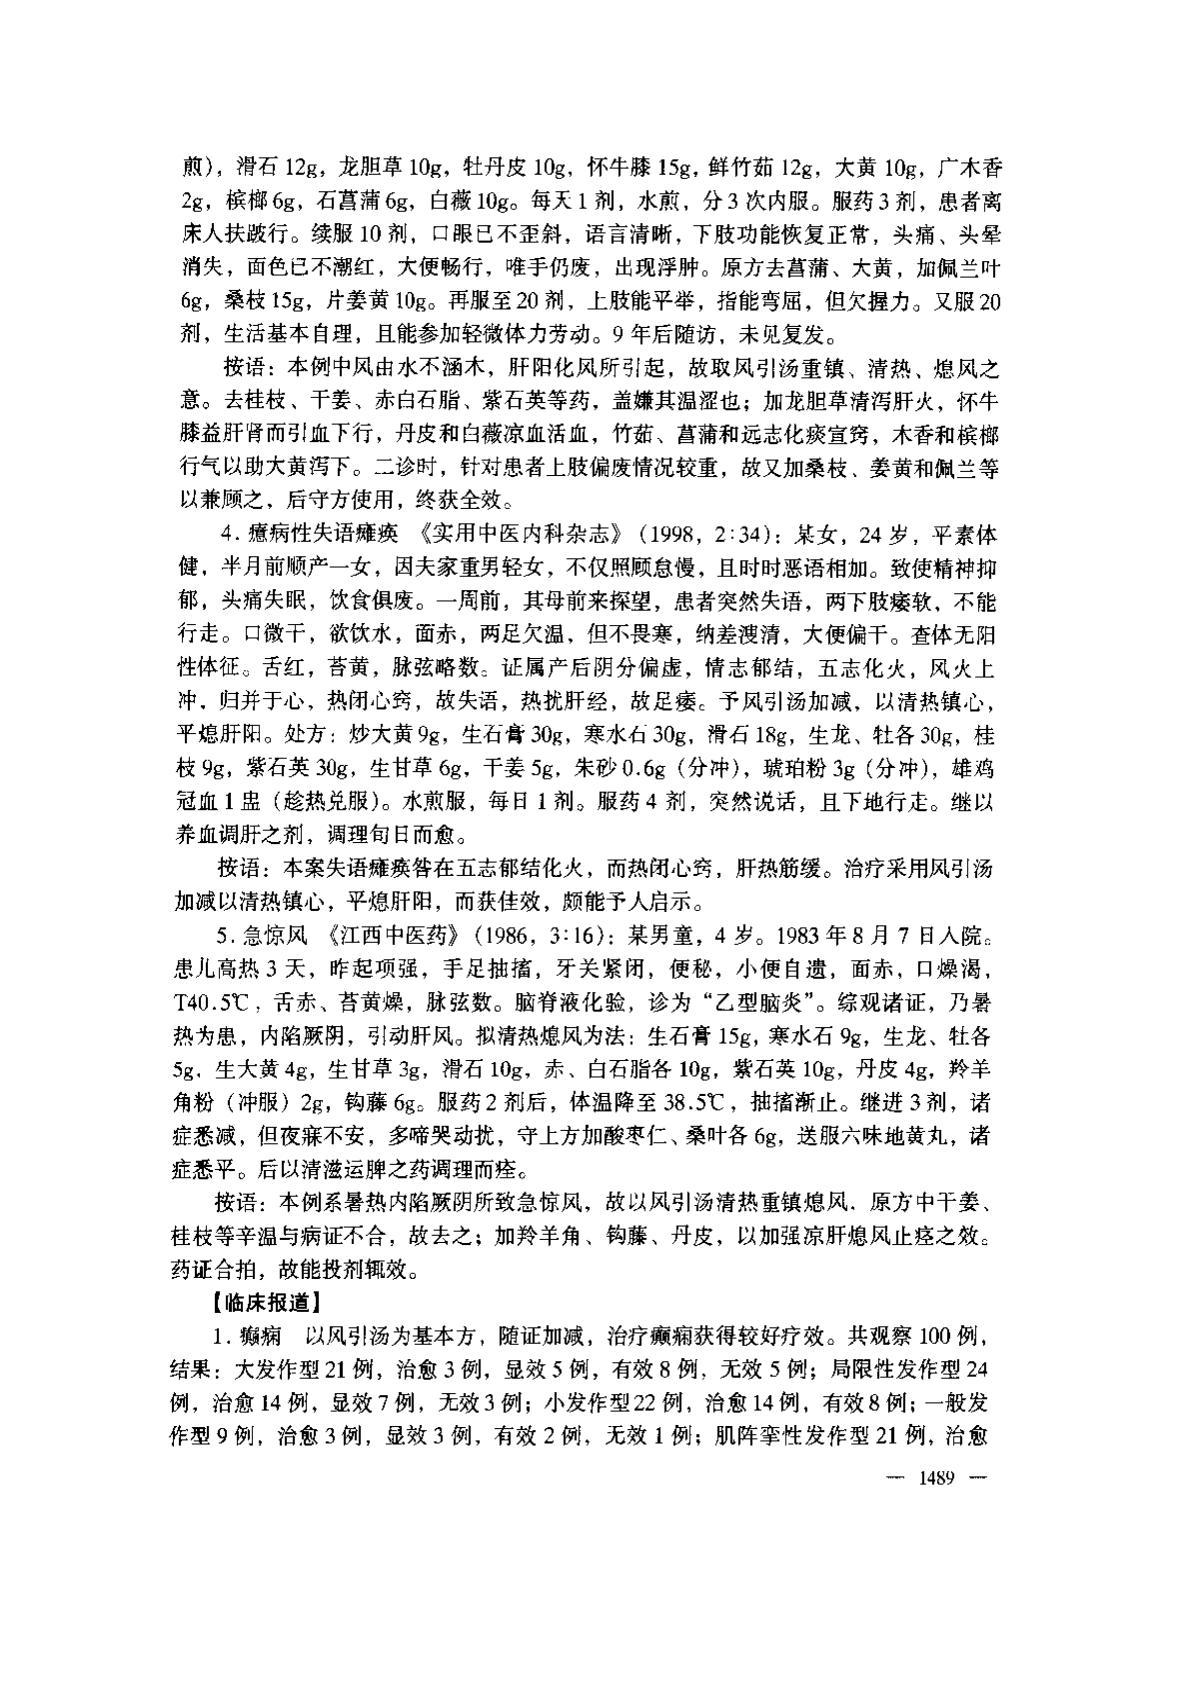 煎），滑石 12g，龙胆草 10g，牡丹皮 10g，怀牛膝 15g，鲜竹茹 12g，大黄 10g，广木香
2g，槟榔 6g，石菖蒲 6g，白薇 10g。每天 1 剂，水煎，分 3 次内服。服药 3 剂，患者离
床人扶跛行。续服 10 剂，口眼已不歪斜，语言清晰，下肢功能恢复正常，头痛、头晕
消失，面色已不潮红，大便畅行，唯手仍废，出现浮肿。原方去菖蒲、大黄，加佩兰叶
6g，桑枝 15g，片姜黄 10g。再服至 20 剂，上肢能平举，指能弯屈，但欠握力。又服 20
剂，生活基本自理，且能参加轻微体力劳动。9 年后随访，未见复发。
按语：本例中风由水不涵木，肝阳化风所引起，故取风引汤重镇、清热、熄风之
意。去桂枝、干姜、赤白石脂、紫石英等药，盖嫌其温涩也；加龙胆草清泻肝火，怀牛
膝益肝肾而引血下行，丹皮和白薇凉血活血，竹茹、菖蒲和远志化痰宣窍，木香和槟榔
行气以助大黄泻下。二诊时，针对患者上肢偏废情况较重，故又加桑枝、姜黄和佩兰等
以兼顾之，后守方使用，终获全效。
4. 癔病性失语瘫痪 《实用中医内科杂志》（1998，2∶34）：某女，24 岁，平素体
健，半月前顺产一女，因夫家重男轻女，不仅照顾怠慢，且时时恶语相加。致使精神抑
郁，头痛失眠，饮食俱废。一周前，其母前来探望，患者突然失语，两下肢痿软，不能
行走。口微干，欲饮水，面赤，两足欠温，但不畏寒，纳差溲清，大便偏干。查体无阳
性体征。舌红，苔黄，脉弦略数。证属产后阴分偏虚，情志郁结，五志化火，风火上
冲，归并于心，热闭心窍，故失语，热扰肝经，故足痿。予风引汤加减，以清热镇心，
平熄肝阳。处方：炒大黄 9g，生石膏 30g，寒水石 30g，滑石 18g，生龙、牡各 30g，桂
枝 9g，紫石英 30g，生甘草 6g，干姜 5g，朱砂 0.6g（分冲），琥珀粉 3g（分冲），雄鸡
冠血 1 盅（趁热兑服）。水煎服，每日 1 剂。服药 4 剂，突然说话，且下地行走。继以
养血调肝之剂，调理旬日而愈。
按语：本案失语瘫痪咎在五志郁结化火，而热闭心窍，肝热筋缓。治疗采用风引汤
加减以清热镇心，平熄肝阳，而获佳效，颇能予人启示。
5. 急惊风 《江西中医药》（1986，3∶16）：某男童，4 岁。1983 年 8 月 7 日入院。
患儿高热 3 天，昨起项强，手足抽搐，牙关紧闭，便秘，小便自遗，面赤，口燥渴，
T40.5℃，舌赤、苔黄燥，脉弦数。脑脊液化验，诊为“乙型脑炎”。综观诸证，乃暑
热为患，内陷厥阴，引动肝风。拟清热熄风为法：生石膏 15g，寒水石 9g，生龙、牡各
5g，生大黄 4g，生甘草 3g，滑石 10g，赤、白石脂各 10g，紫石英 10g，丹皮 4g，羚羊
角粉（冲服）2g，钩藤 6g。服药 2 剂后，体温降至 38.5℃，抽搐渐止。继进 3 剂，诸
症悉减，但夜寐不安，多啼哭动扰，守上方加酸枣仁、桑叶各 6g，送服六味地黄丸，诸
症悉平。后以清滋运脾之药调理而痊。
按语：本例系暑热内陷厥阴所致急惊风，故以风引汤清热重镇熄风．原方中干姜、
桂枝等辛温与病证不合，故去之；加羚羊角、钩藤、丹皮，以加强凉肝熄风止痉之效。
药证合拍，故能投剂辄效。
【临床报道】
1. 癫痫 以风引汤为基本方，随证加减，治疗癫痫获得较好疗效。共观察 100 例，
结果：大发作型 21 例，治愈 3 例，显效 5 例，有效 8 例，无效 5 例；局限性发作型 24
例，治愈 14 例，显效 7 例，无效 3 例；小发作型 22 例，治愈 14 例，有效 8 例；一般发
作型 9 例，治愈 3 例，显效 3 例，有效 2 例，无效 1 例；肌阵挛性发作型 21 例，治愈
— 1489 —